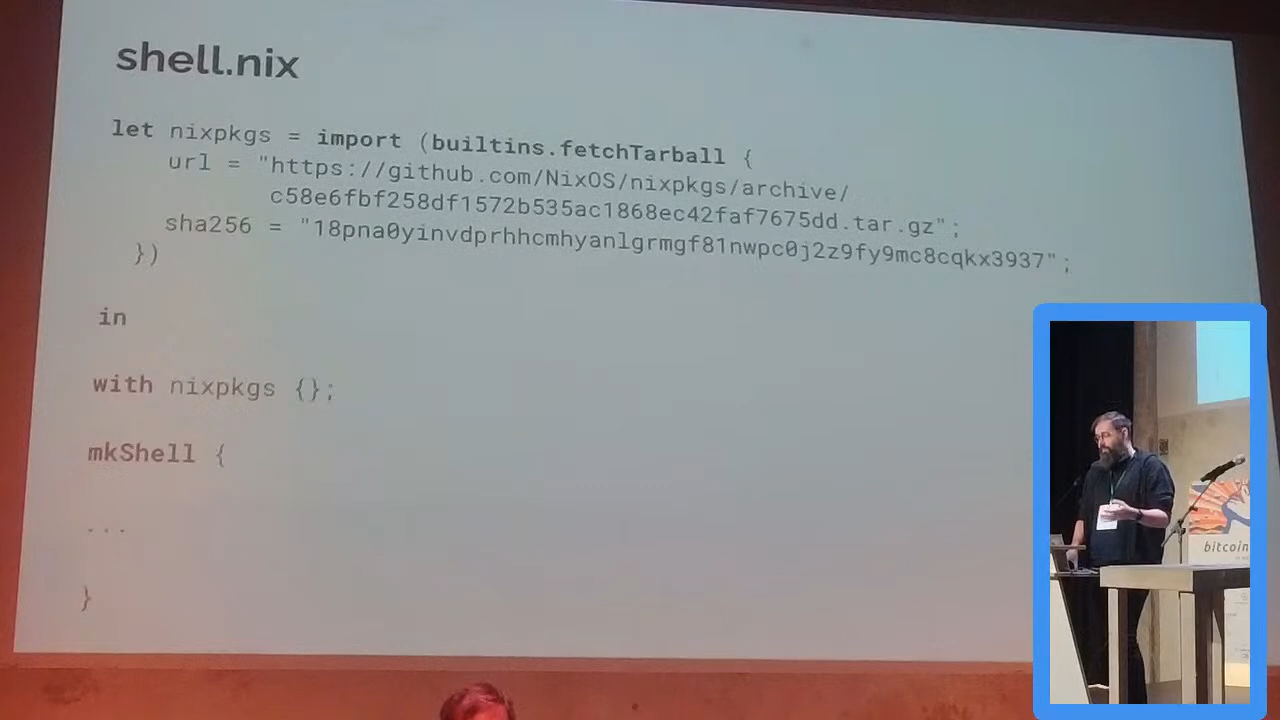 shell.nix
let nixpkgs = import (builtins.fetchTarball {
url = "https://github.com/NixOS/nixpkgs/archive/
c58e6fbf258df1572b535ac1868ec42faf7675dd.tar.gz";
sha256 = "18pna0yinvdprhhcmhyanlgrmgf81nwpc0j2z9fy9mc8cqkx3937";
})
in
with nixpkgs {};
mkShell {
...
}
bitcoin